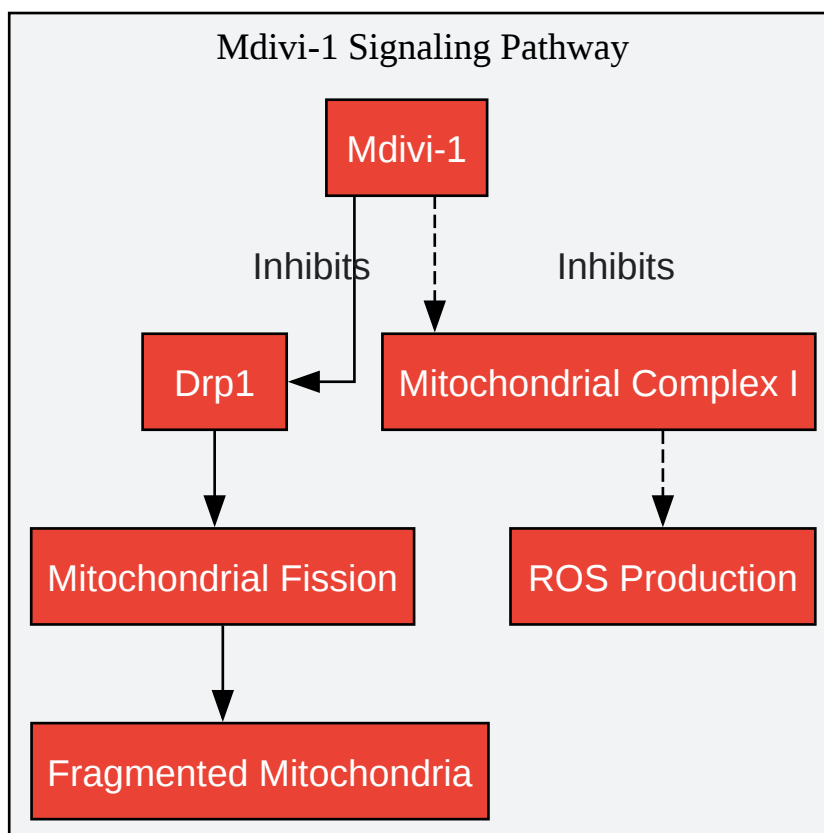 Mdivi-1 Signaling Pathway
Mdivi-1
Inhibits
Inhibits
Drp1
Mitochondrial Complex I
Mitochondrial Fission
ROS Production
Fragmented Mitochondria